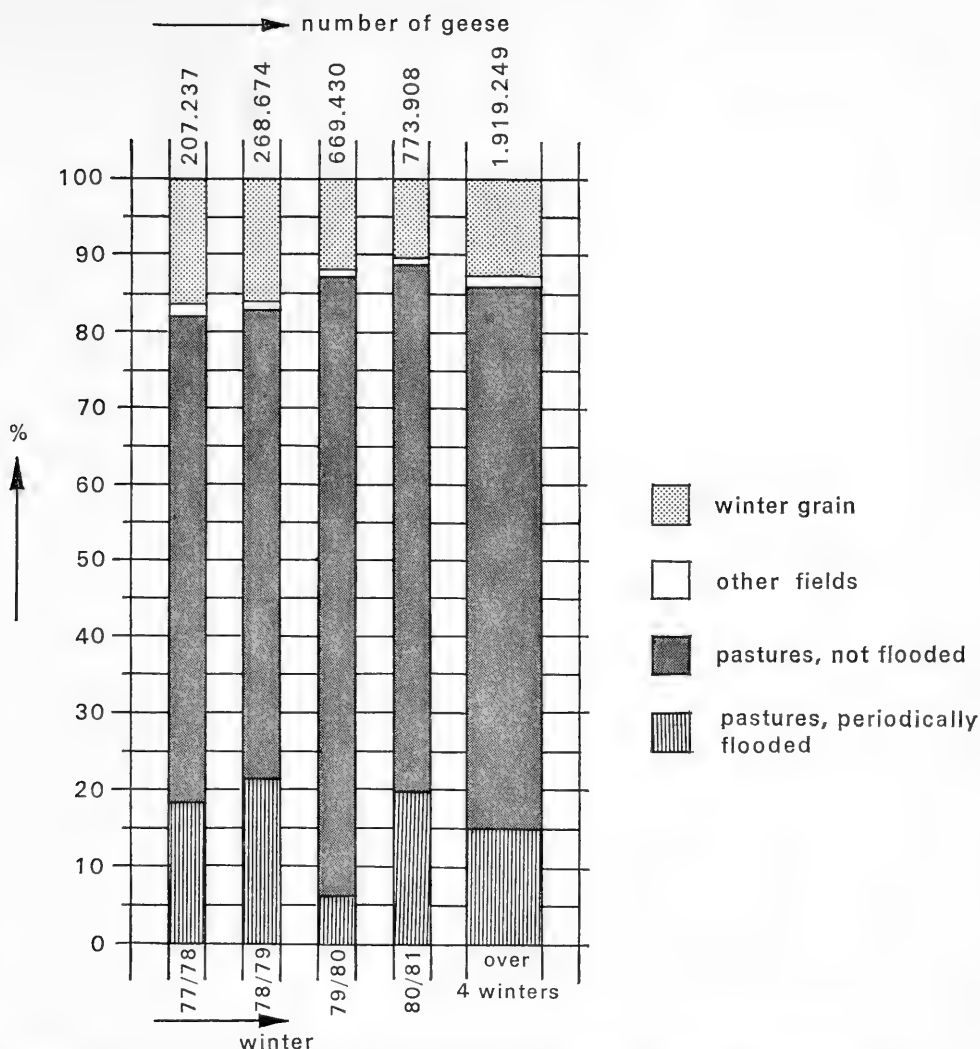 number of geese
207.237
268.674
669.430
773.908
1.919.249
100
90
80
70
60
50
40
30
20
10
0
%
winter grain
other fields
pastures, not flooded
pastures, periodically
flooded
77/78
78/79
79/80
80/81
over
4 winters
winter